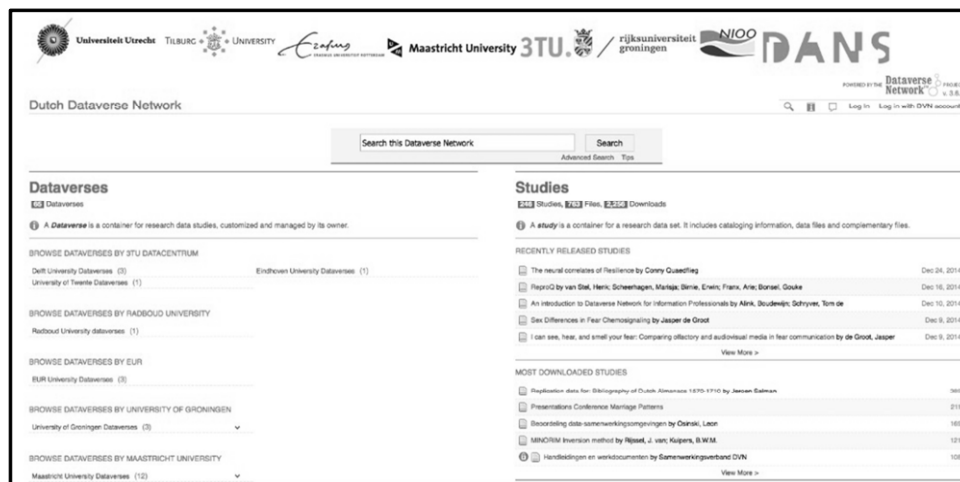 Universiteit Utrecht TILBURG UNIVERSITY Erasmus Maastricht University 3TU. rijksuniversiteit groningen NIOO DANS
POWERED BY THE Dataverse Network PROJECT
v. 3.6
Dutch Dataverse Network
Log In Log in with DVN account
Search this Dataverse Network Search
Advanced Search Tips
Dataverses
66 Dataverses
A Dataverse is a container for research data studies, customized and managed by its owner.
BROWSE DATAVERSES BY 3TU DATACENTRUM
Delft University Dataverses (3) Eindhoven University Dataverses (1)
University of Twente Dataverses (1)
BROWSE DATAVERSES BY RADBOUD UNIVERSITY
Radboud University dataverses (1)
BROWSE DATAVERSES BY EUR
EUR University Dataverses (3)
BROWSE DATAVERSES BY UNIVERSITY OF GRONINGEN
University of Groningen Dataverses (3)
BROWSE DATAVERSES BY MAASTRICHT UNIVERSITY
Maastricht University Dataverses (12)
Studies
248 Studies, 763 Files, 2,256 Downloads
A study is a container for a research data set. It includes cataloging information, data files and complementary files.
RECENTLY RELEASED STUDIES
The neural correlates of Resilience by Conny Quaedflieg Dec 24, 2014
ReproQ by van Stel, Henk; Scheerhagen, Marisja; Birnie, Erwin; Franx, Arie; Bonsel, Gouke Dec 16, 2014
An introduction to Dataverse Network for Information Professionals by Alink, Boudewijn; Schryver, Tom de Dec 10, 2014
Sex Differences in Fear Chemosignaling by Jasper de Groot Dec 9, 2014
I can see, hear, and smell your fear: Comparing olfactory and audiovisual media in fear communication by de Groot, Jasper Dec 9, 2014
View More >
MOST DOWNLOADED STUDIES
Replication data for: Bibliography of Dutch Almanacs 1570-1710 by Jeroen Salman
Presentations Conference Marriage Patterns
Beoordeling data-samenwerkingsomgevingen by Osinski, Leon
MINORIM Inversion method by Rijssel, J. van; Kuipers, B.W.M.
Handleidingen en werkdocumenten by Samenwerkingsverband DVN
View More >